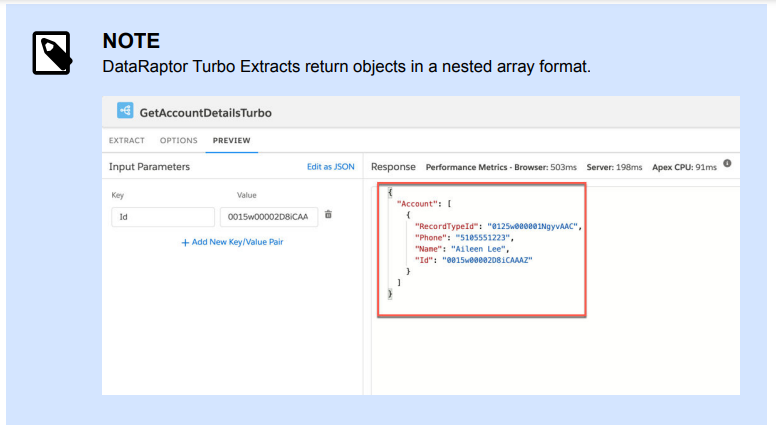 NOTE
DataRaptor Turbo Extracts return objects in a nested array format.
GetAccountDetailsTurbo
EXTRACT OPTIONS PREVIEW
Input Parameters Edit as JSON
Key Value
Id 0015w00002D8iCAA
+ Add New Key/Value Pair
Response Performance Metrics - Browser: 503ms Server: 198ms Apex CPU: 91ms
{
"Account": [
{
"RecordTypeId": "0125w000001NgyvAAC",
"Phone": "5105551223",
"Name": "Aileen Lee",
"Id": "0015w00002D8iCAAAZ"
}
]
}